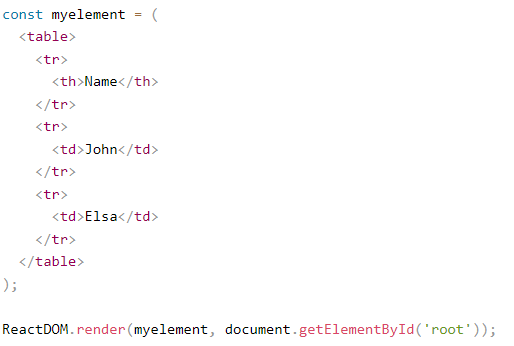 const myelement = (
  <table>
    <tr>
      <th>Name</th>
    </tr>
    <tr>
      <td>John</td>
    </tr>
    <tr>
      <td>Elsa</td>
    </tr>
  </table>
);

ReactDOM.render(myelement, document.getElementById('root'));